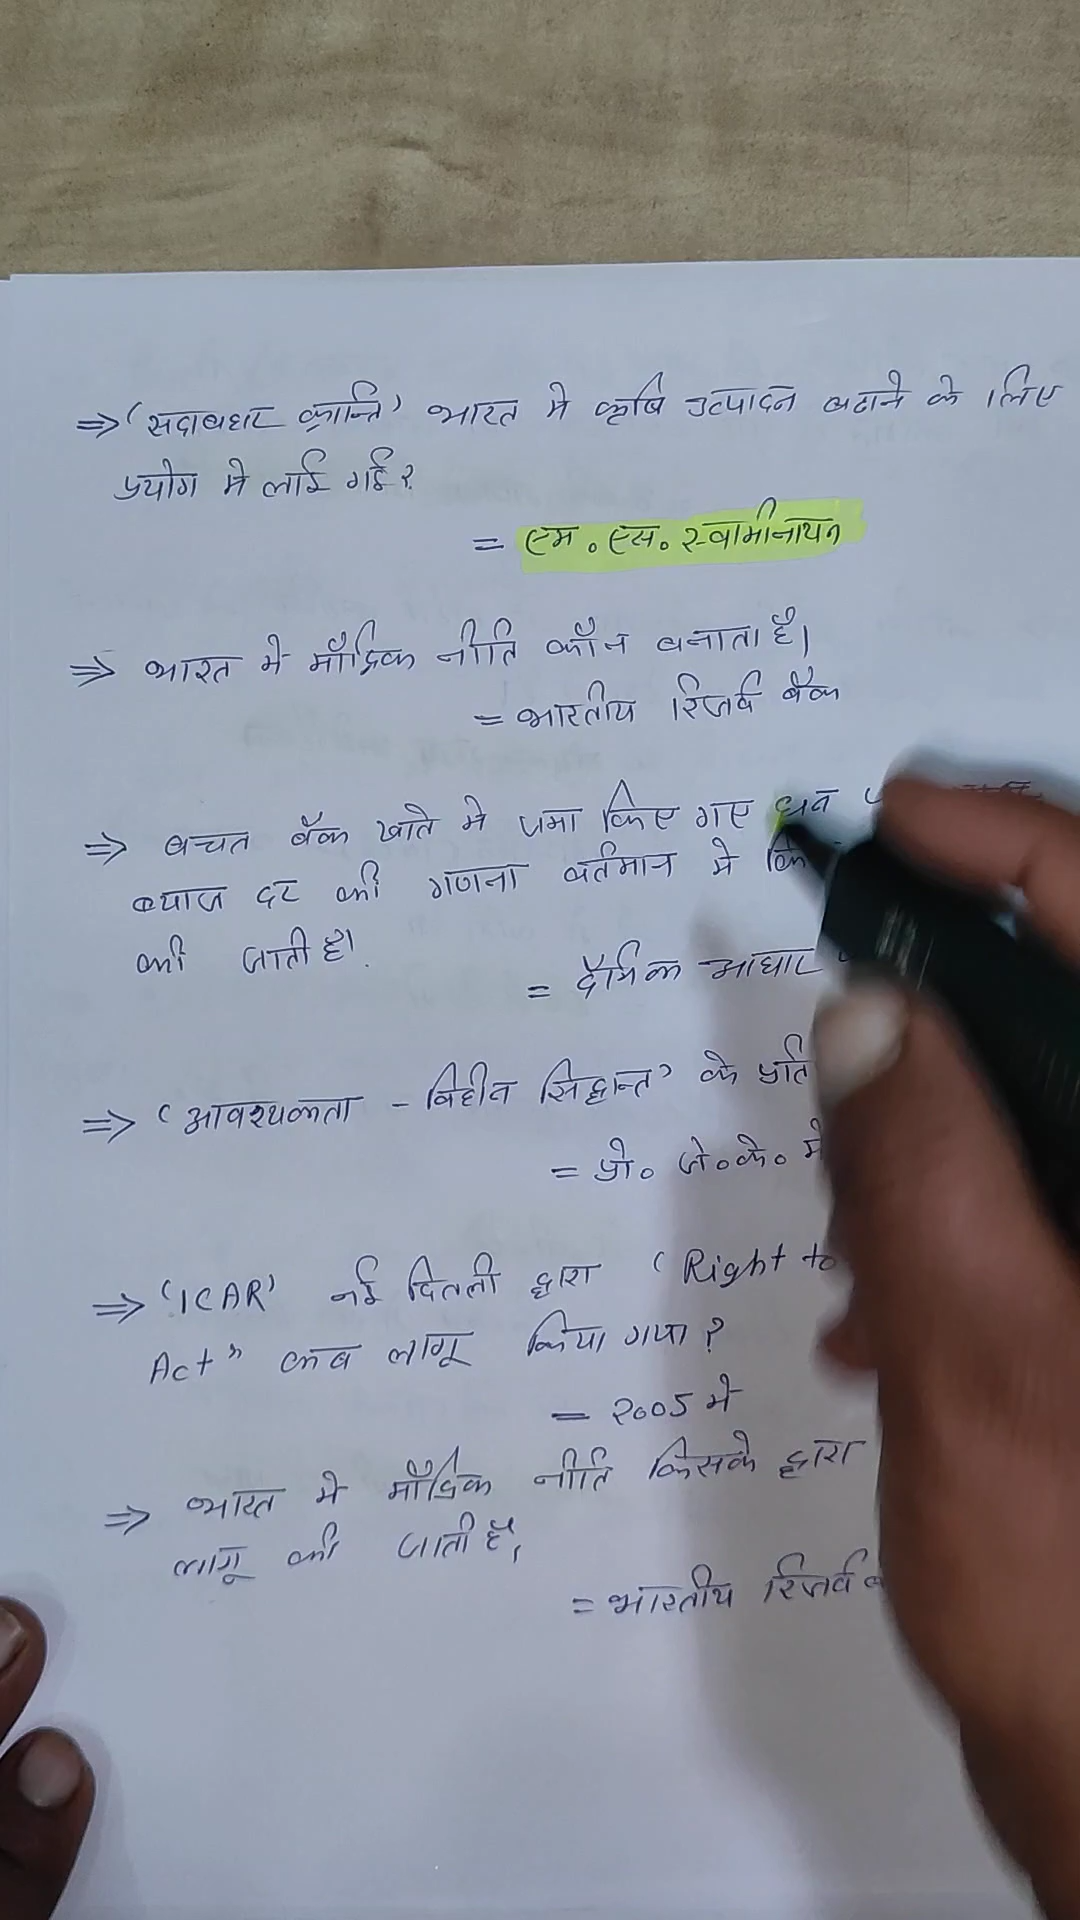 ⇒ 'सदाबहार क्रान्ति' भारत मे कृषि उत्पादन बढाने के लिए
प्रयोग मे लाई गई?
= एम. एस. स्वामीनाथन
⇒ भारत मे मौद्रिक नीति कौन बनाता है।
= भारतीय रिजर्व बैंक
⇒ बचत बैंक खाते मे जमा किए गए धन
ब्याज दर की गणना वर्तमान मे
की जाती है।
= दैनिक आधार
⇒ 'आवश्यकता - विहीन सिद्धान्त' के
= प्रो. जे. के.
⇒ 'ICAR' नई दिल्ली द्वारा 'Right to
Act" कब लागू किया गया?
= 2005 मे
⇒ भारत मे मौद्रिक नीति किसके द्वारा
लागू की जाती है,
= भारतीय रिजर्व